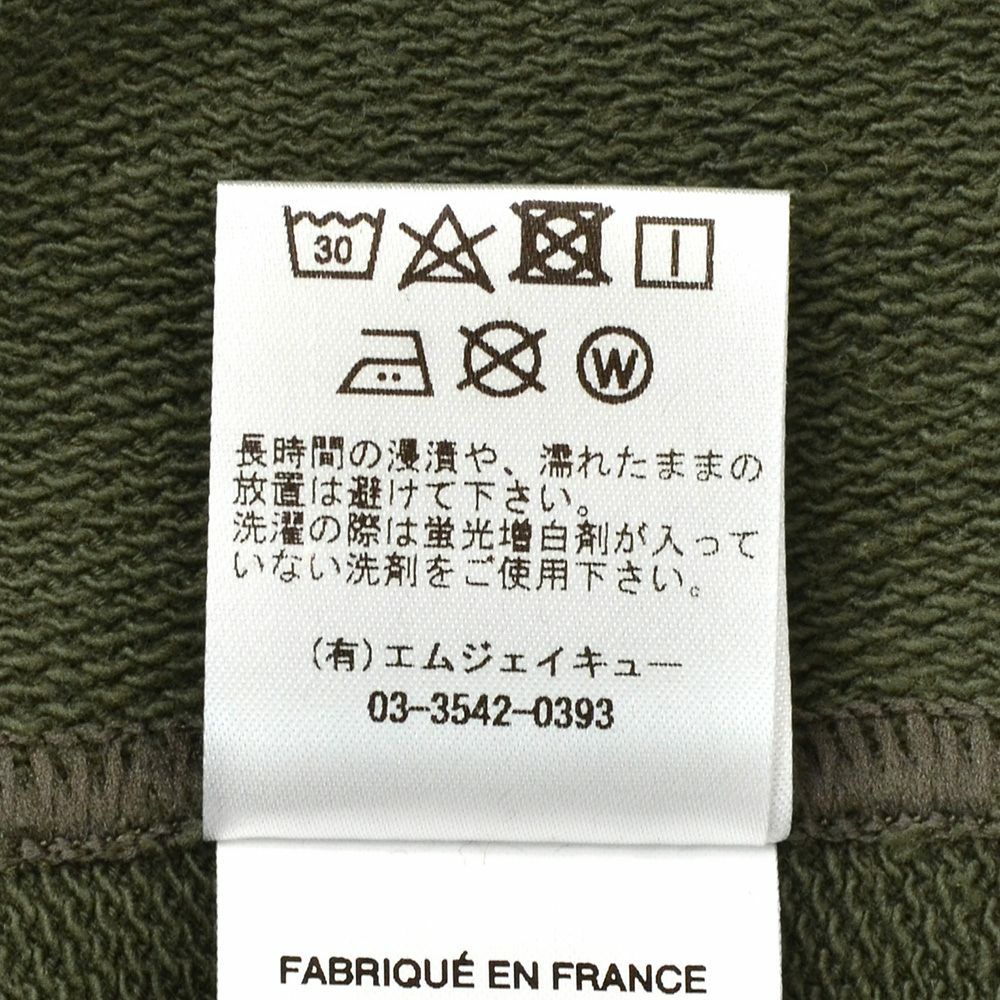 30
W
長時間の浸漬や、濡れたままの
放置は避けて下さい。
洗濯の際は蛍光増白剤が入って
いない洗剤をご使用下さい。
(有)エムジェイキュー
03-3542-0393
FABRIQUÉ EN FRANCE